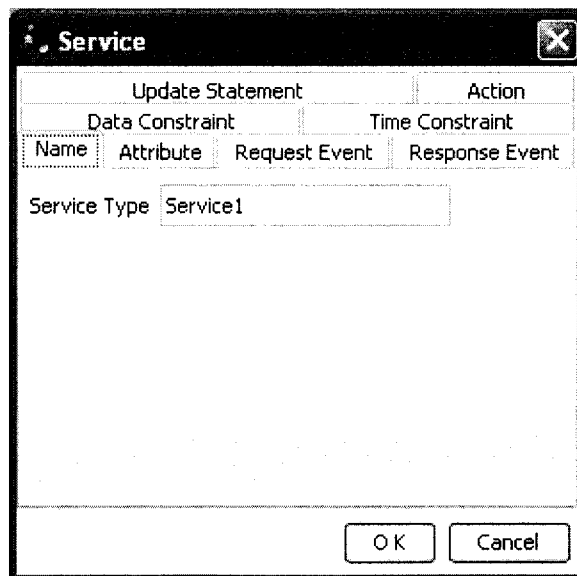 Service
Update Statement Action
Data Constraint Time Constraint
Name Attribute Request Event Response Event
Service Type Service1
OK Cancel